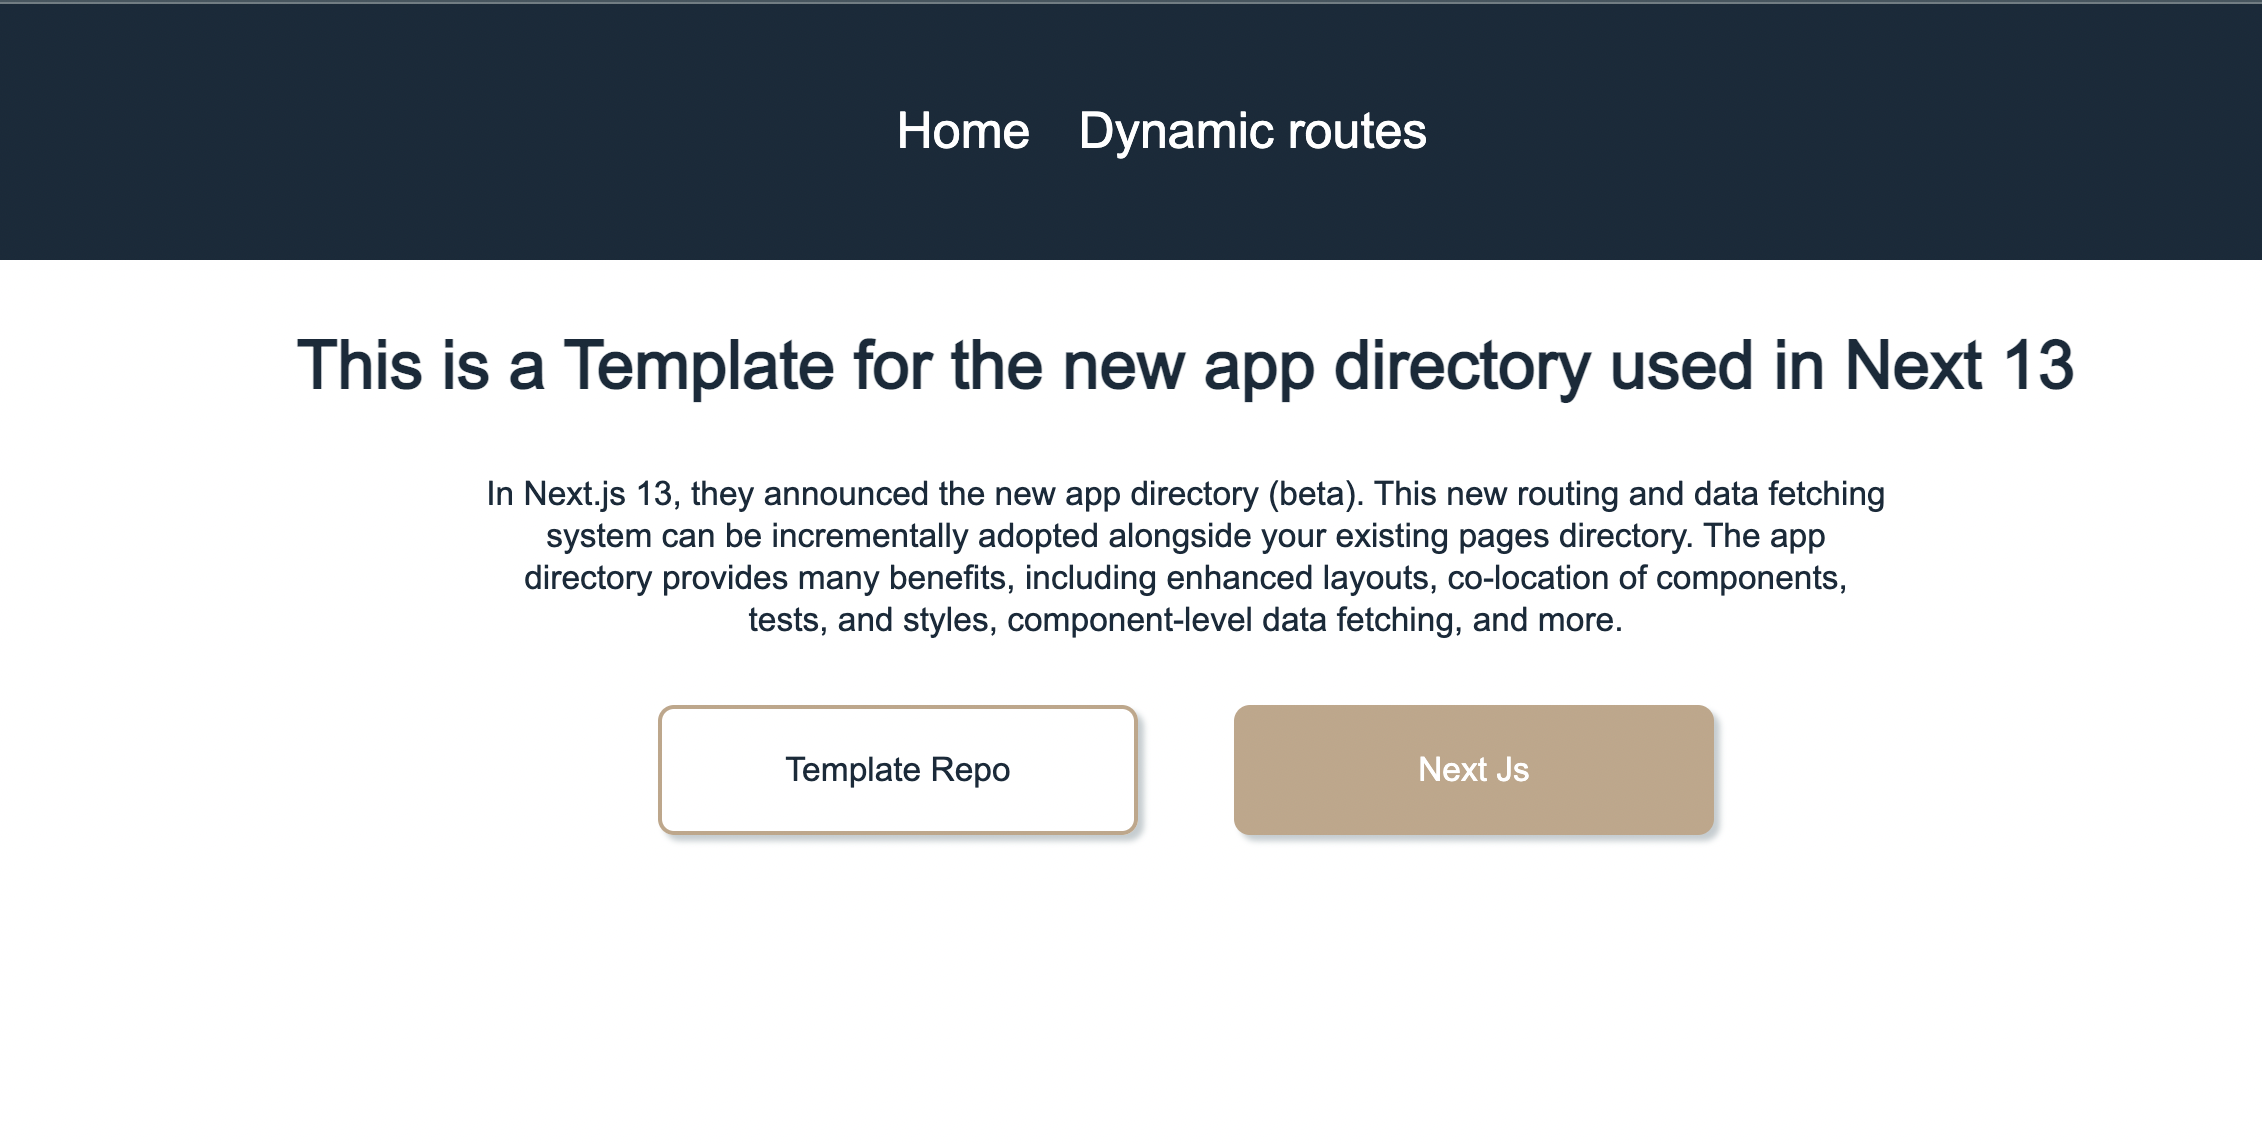 Home Dynamic routes
This is a Template for the new app directory used in Next 13
In Next.js 13, they announced the new app directory (beta). This new routing and data fetching
system can be incrementally adopted alongside your existing pages directory. The app
directory provides many benefits, including enhanced layouts, co-location of components,
tests, and styles, component-level data fetching, and more.
Template Repo
Next Js